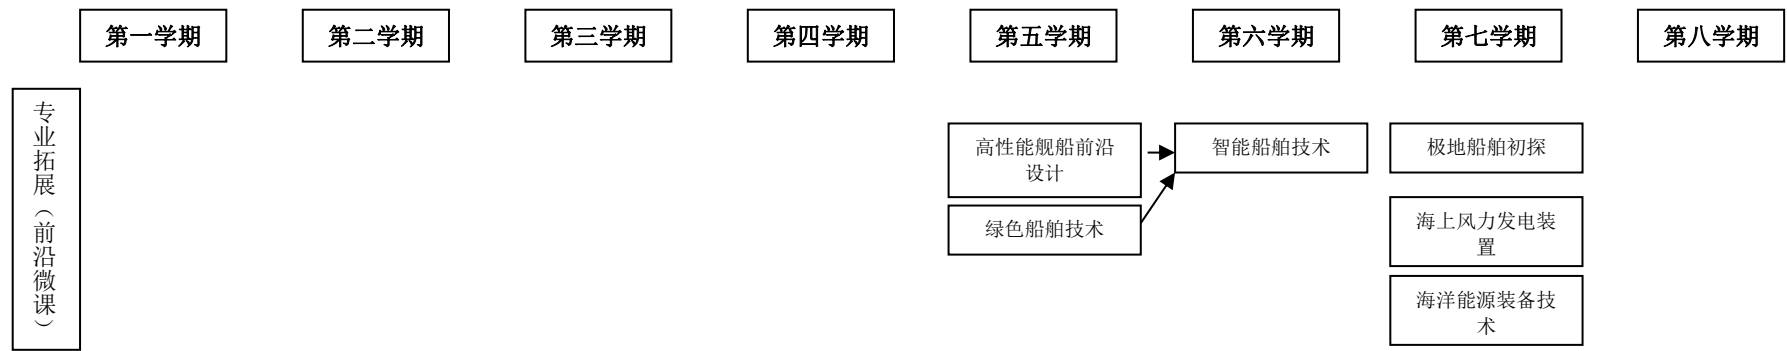 第一学期
第二学期
第三学期
第四学期
第五学期
第六学期
第七学期
第八学期
专业拓展（前沿微课）
高性能舰船前沿
设计
智能船舶技术
极地船舶初探
绿色船舶技术
海上风力发电装
置
海洋能源装备技
术